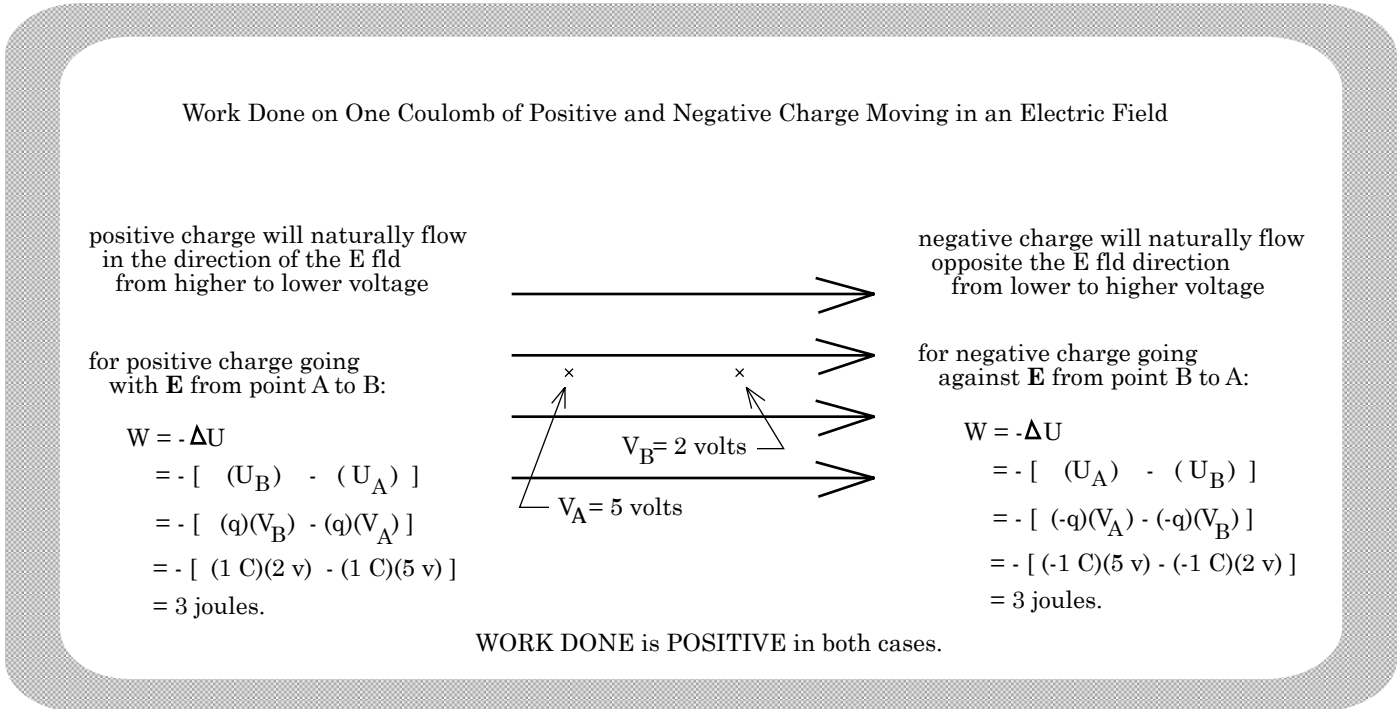 Work Done on One Coulomb of Positive and Negative Charge Moving in an Electric Field
positive charge will naturally flow
in the direction of the E fld
from higher to lower voltage
for positive charge going
with E from point A to B:
W = - ΔU
= - [ (U_B) - ( U_A) ]
= - [ (q)(V_B) - (q)(V_A) ]
= - [ (1 C)(2 v) - (1 C)(5 v) ]
= 3 joules.
V_B= 2 volts
V_A= 5 volts
negative charge will naturally flow
opposite the E fld direction
from lower to higher voltage
for negative charge going
against E from point B to A:
W = -ΔU
= - [ (U_A) - ( U_B) ]
= - [ (-q)(V_A) - (-q)(V_B) ]
= - [ (-1 C)(5 v) - (-1 C)(2 v) ]
= 3 joules.
WORK DONE is POSITIVE in both cases.